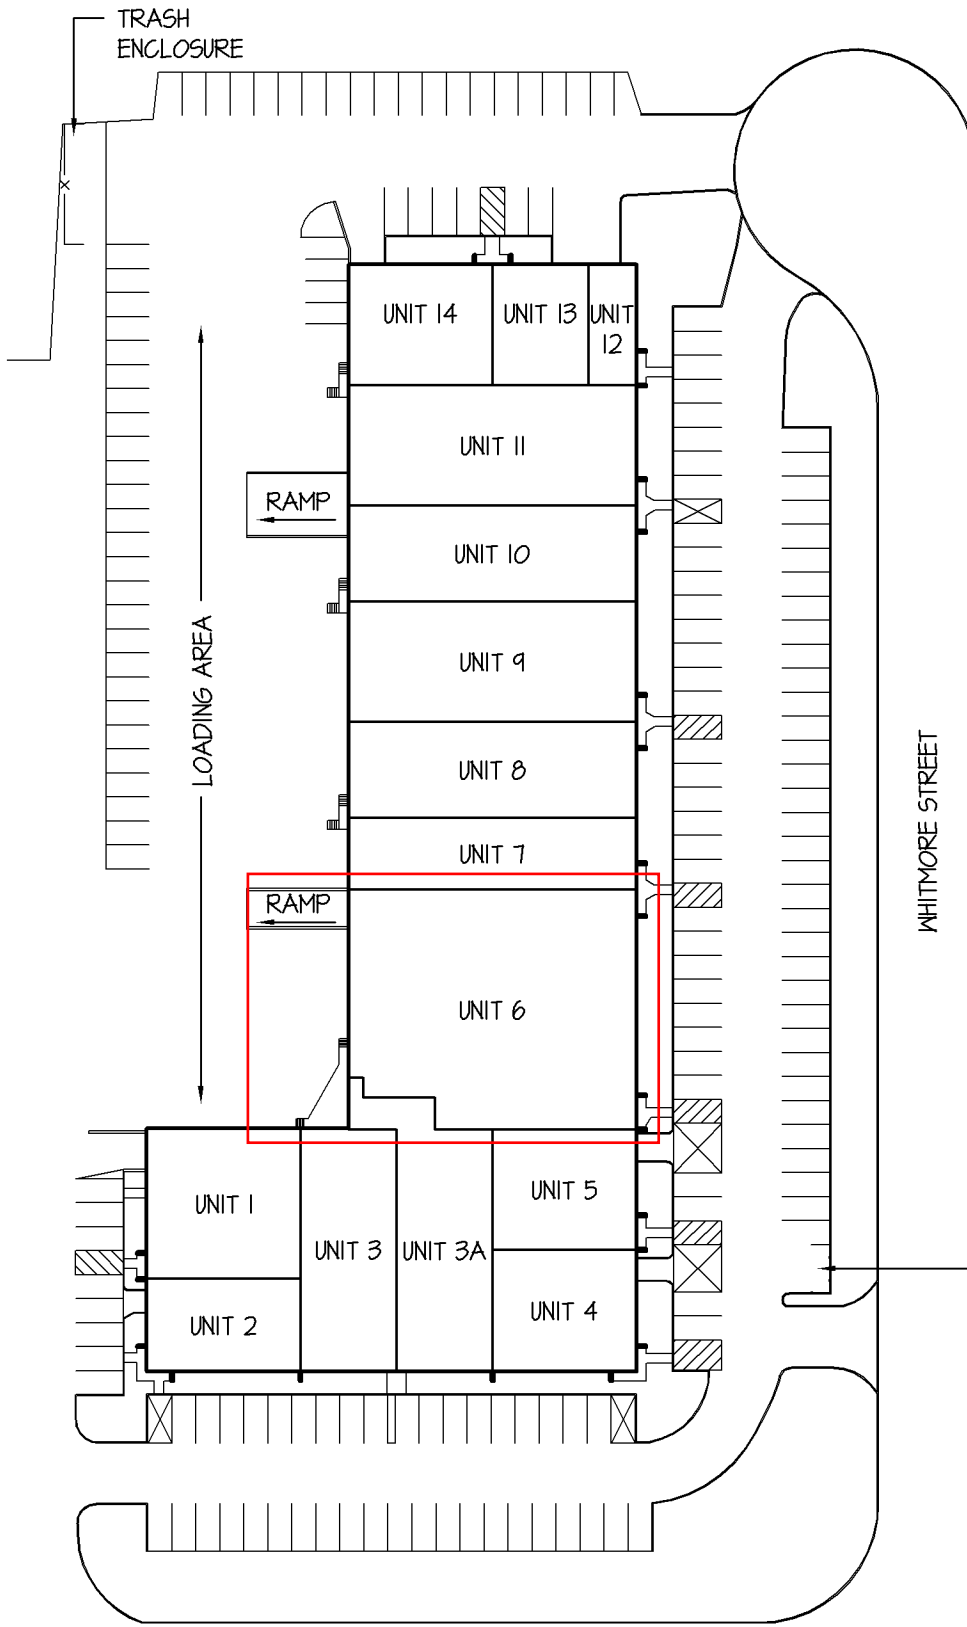 TRASH
ENCLOSURE
UNIT 14
UNIT 13
UNIT
12
UNIT 11
RAMP
UNIT 10
LOADING AREA
UNIT 9
UNIT 8
WHITMORE STREET
UNIT 7
RAMP
UNIT 6
UNIT 1
UNIT 3
UNIT 3A
UNIT 5
UNIT 2
UNIT 4